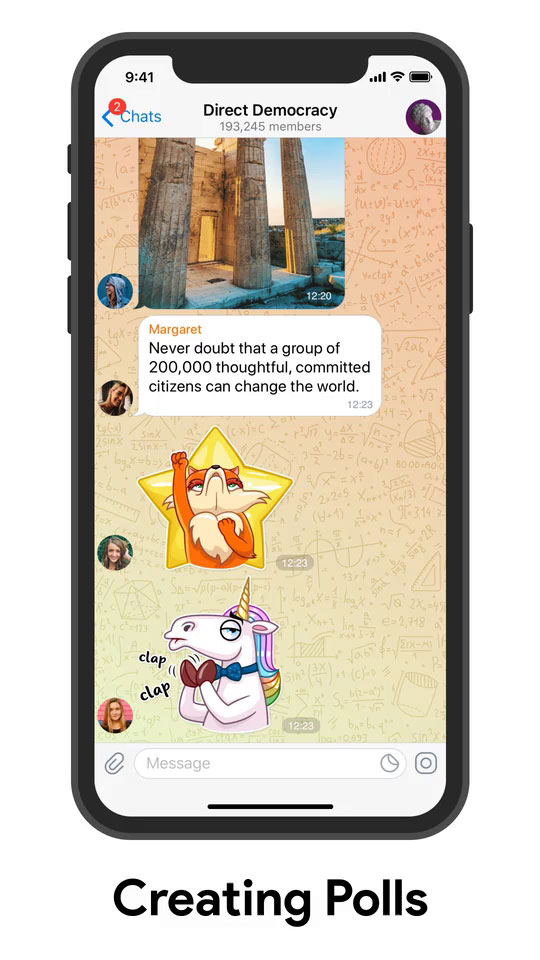 9:41
2
Chats
Direct Democracy
193,245 members
12:20
Margaret
Never doubt that a group of
200,000 thoughtful, committed
citizens can change the world.
12:23
12:23
clap
clap
12:23
Message
Creating Polls